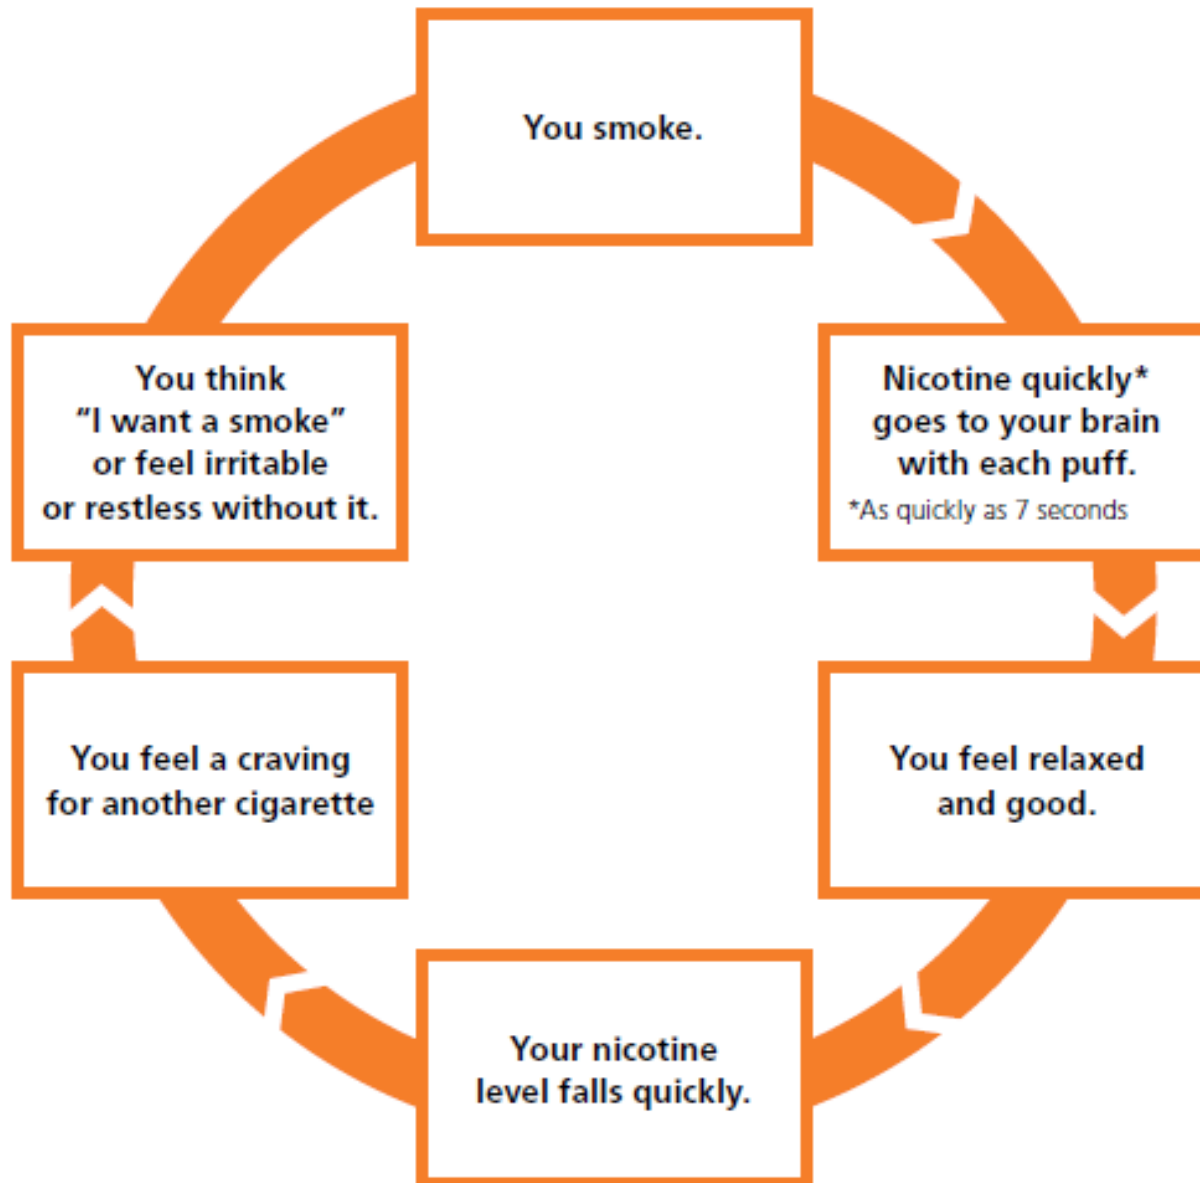 You smoke.
Nicotine quickly*
goes to your brain
with each puff.
*As quickly as 7 seconds
You feel relaxed
and good.
Your nicotine
level falls quickly.
You feel a craving
for another cigarette
You think
“I want a smoke”
or feel irritable
or restless without it.